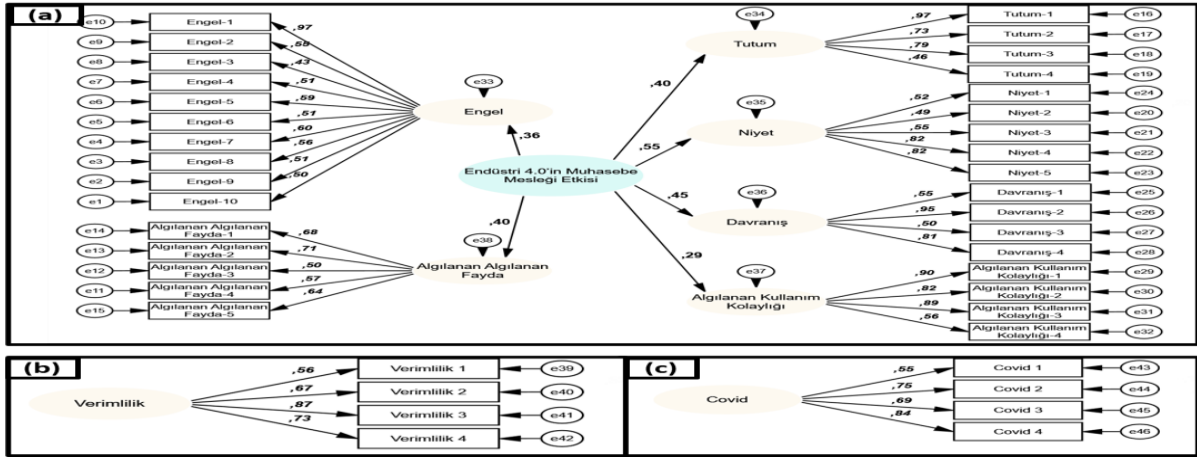 (a)
e10
Engel-1
e9
Engel-2
e8
Engel-3
e7
Engel-4
e6
Engel-5
e5
Engel-6
e4
Engel-7
e3
Engel-8
e2
Engel-9
e1
Engel-10
,97
,58
,43
,51
,59
,51
,60
,56
,51
,50
e33
Engel
,36
Endüstri 4.0'in Muhasebe
Mesleği Etkisi
,40
e38
Algılanan Algılanan
Fayda
e14
Algılanan Algılanan
Fayda-1
e13
Algılanan Algılanan
Fayda-2
e12
Algılanan Algılanan
Fayda-3
e11
Algılanan Algılanan
Fayda-4
e15
Algılanan Algılanan
Fayda-5
,68
,71
,50
,57
,64
e34
Tutum
,40
,97
,73
,79
,46
Tutum-1
e16
Tutum-2
e17
Tutum-3
e18
Tutum-4
e19
e35
Niyet
,55
,52
,49
,55
,82
,82
Niyet-1
e24
Niyet-2
e20
Niyet-3
e21
Niyet-4
e22
Niyet-5
e23
e36
Davranış
,45
,55
,95
,50
,81
Davranış-1
e25
Davranış-2
e26
Davranış-3
e27
Davranış-4
e28
e37
Algılanan Kullanım
Kolaylığı
,29
,90
,82
,89
,56
Algılanan Kullanım
Kolaylığı-1
e29
Algılanan Kullanım
Kolaylığı-2
e30
Algılanan Kullanım
Kolaylığı-3
e31
Algılanan Kullanım
Kolaylığı-4
e32
(b)
Verimlilik
,56
,67
,87
,73
Verimlilik 1
e39
Verimlilik 2
e40
Verimlilik 3
e41
Verimlilik 4
e42
(c)
Covid
,55
,75
,69
,84
Covid 1
e43
Covid 2
e44
Covid 3
e45
Covid 4
e46